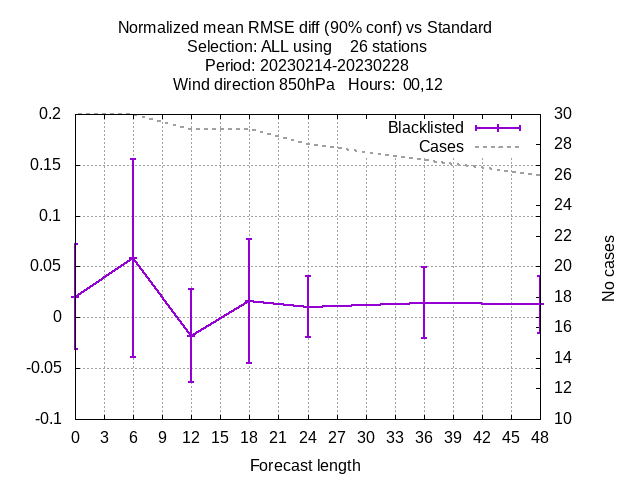 Normalized mean RMSE diff (90% conf) vs Standard
Selection: ALL using    26 stations
Period: 20230214-20230228
Wind direction 850hPa   Hours:  00,12
Blacklisted
Cases
0.2
0.15
0.1
0.05
0
-0.05
-0.1
30
28
26
24
22
20
18
16
14
12
10
No cases
0 3 6 9 12 15 18 21 24 27 30 33 36 39 42 45 48
Forecast length